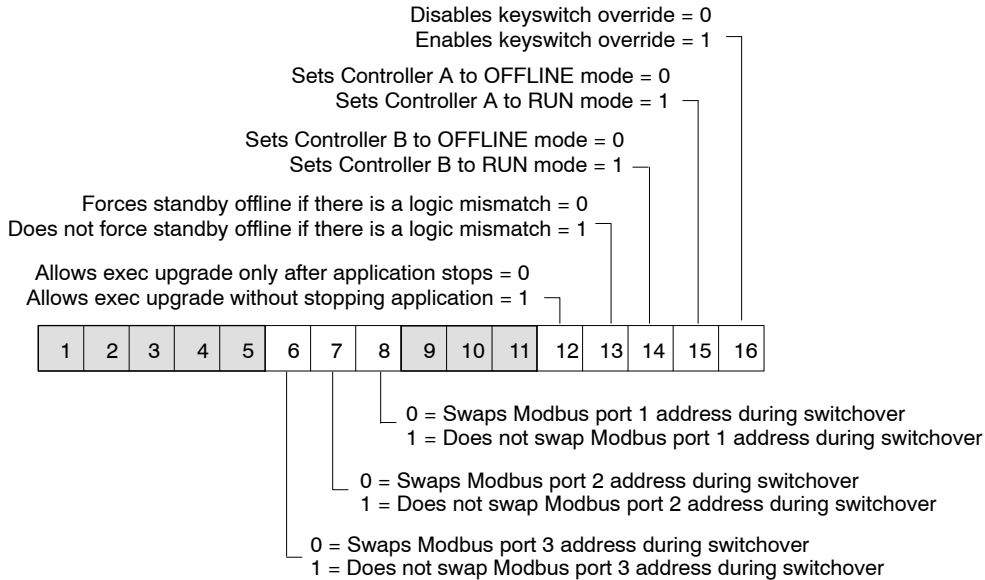 Disables keyswitch override = 0
Enables keyswitch override = 1
Sets Controller A to OFFLINE mode = 0
Sets Controller A to RUN mode = 1
Sets Controller B to OFFLINE mode = 0
Sets Controller B to RUN mode = 1
Forces standby offline if there is a logic mismatch = 0
Does not force standby offline if there is a logic mismatch = 1
Allows exec upgrade only after application stops = 0
Allows exec upgrade without stopping application = 1
1 2 3 4 5 6 7 8 9 10 11 12 13 14 15 16
0 = Swaps Modbus port 1 address during switchover
1 = Does not swap Modbus port 1 address during switchover
0 = Swaps Modbus port 2 address during switchover
1 = Does not swap Modbus port 2 address during switchover
0 = Swaps Modbus port 3 address during switchover
1 = Does not swap Modbus port 3 address during switchover